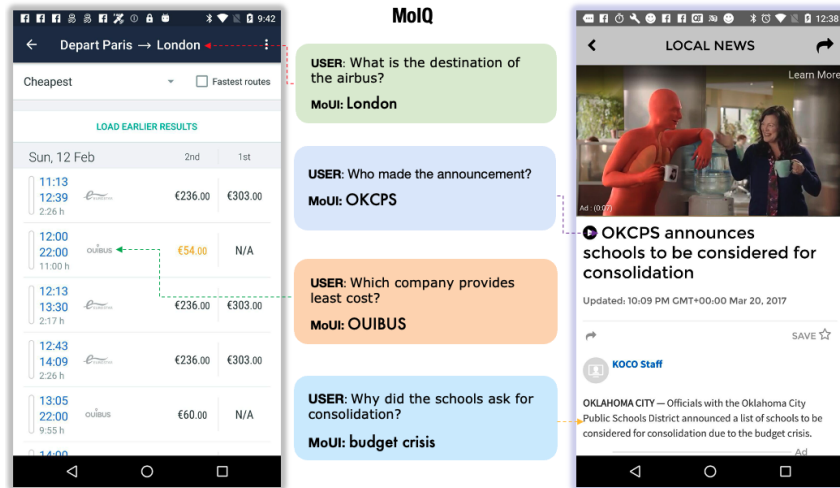 MoIQ
9:42
Depart Paris → London
Cheapest
Fastest routes
LOAD EARLIER RESULTS
Sun, 12 Feb 2nd 1st
11:13
12:39 €236.00 €303.00
2:26 h
12:00
22:00 OUIBUS €54.00 N/A
11:00 h
12:13
13:30 €236.00 €303.00
2:17 h
12:43
14:09 €236.00 €303.00
2:26 h
13:05
22:00 OUIBUS €60.00 N/A
9:55 h
14:00
USER: What is the destination of
the airbus?
MoUI: London
USER: Who made the announcement?
MoUI: OKCPS
USER: Which company provides
least cost?
MoUI: OUIBUS
USER: Why did the schools ask for
consolidation?
MoUI: budget crisis
12:38
LOCAL NEWS
Learn More
Ad : (0:07)
OKCPS announces
schools to be considered for
consolidation
Updated: 10:09 PM GMT+00:00 Mar 20, 2017
SAVE
KOCO Staff
OKLAHOMA CITY — Officials with the Oklahoma City
Public Schools District announced a list of schools to be
considered for consolidation due to the budget crisis.
Ad